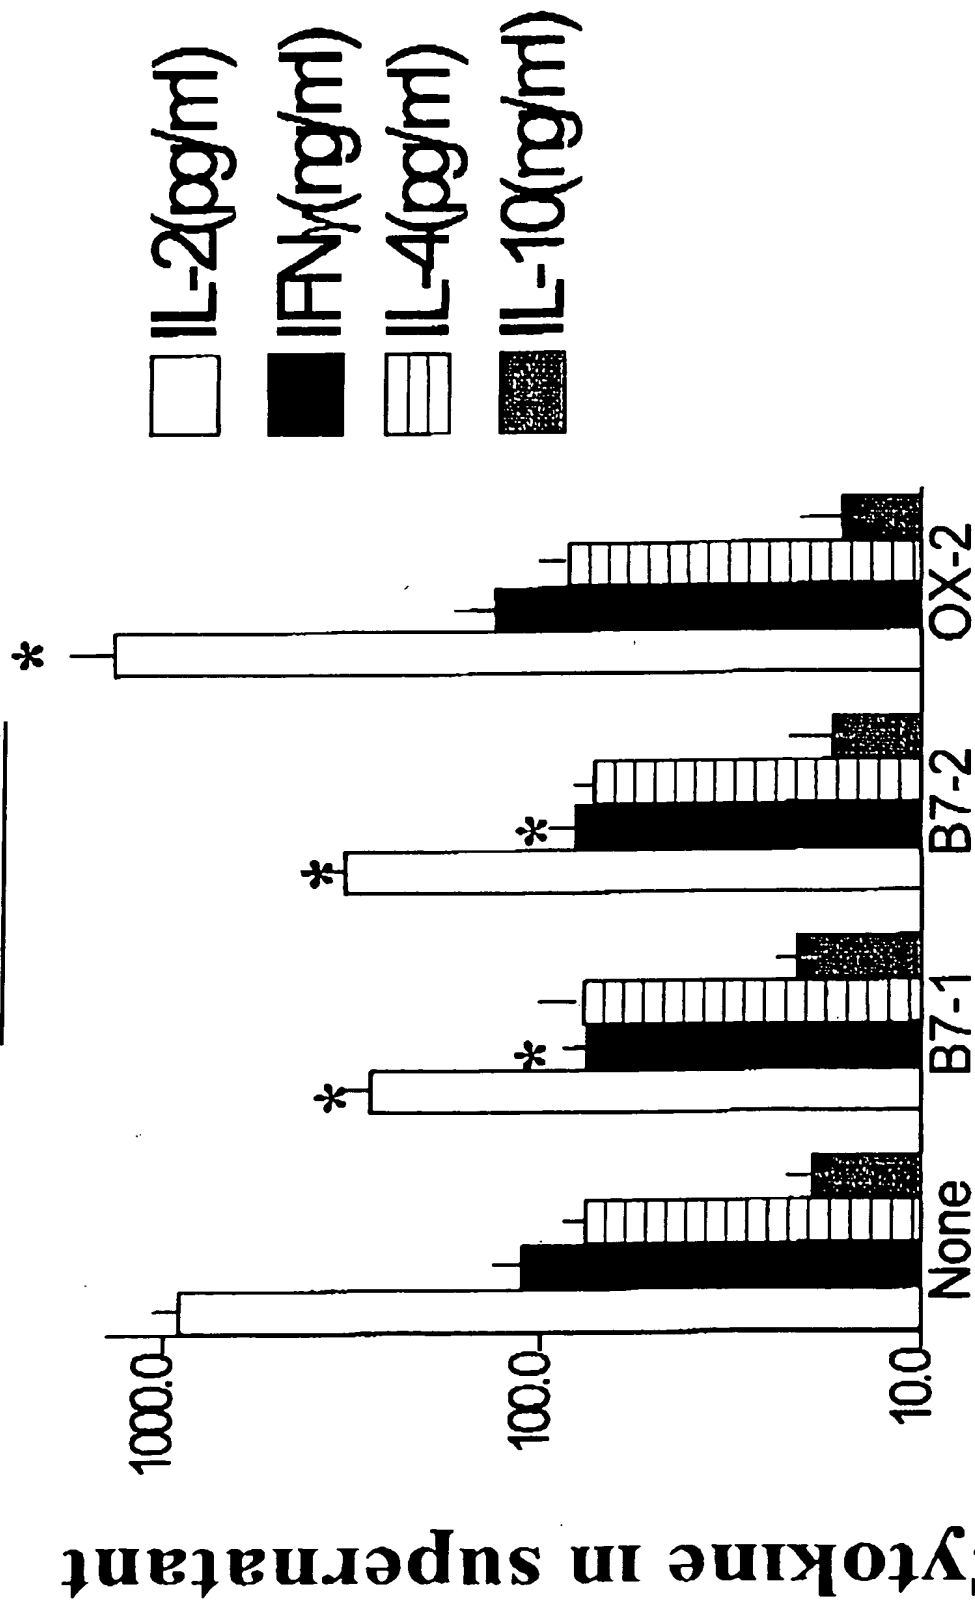 ytokine in supernatant
1000.0
100.0
10.0
*
*
*
*
*
None
B7-1
B7-2
OX-2
IL-2(pg/ml)
IFNγ(ng/ml)
IL-4(pg/ml)
IL-10(ng/ml)